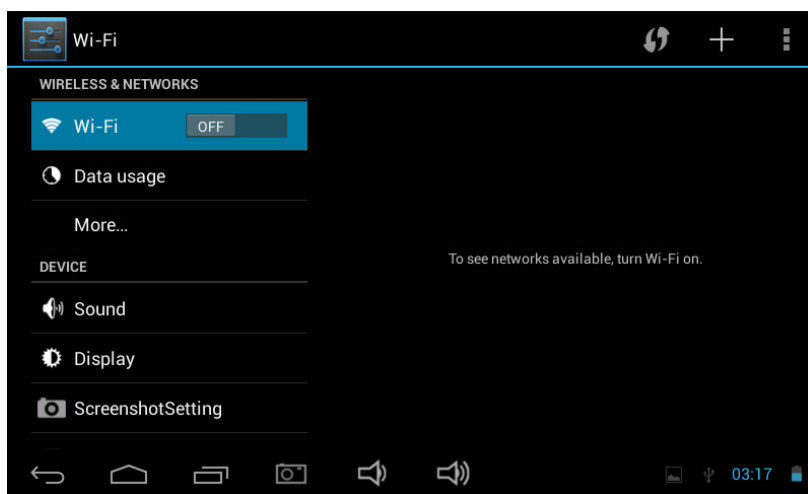 Wi-Fi
WIRELESS & NETWORKS
Wi-Fi OFF
Data usage
More...
To see networks available, turn Wi-Fi on.
DEVICE
Sound
Display
ScreenshotSetting
03:17